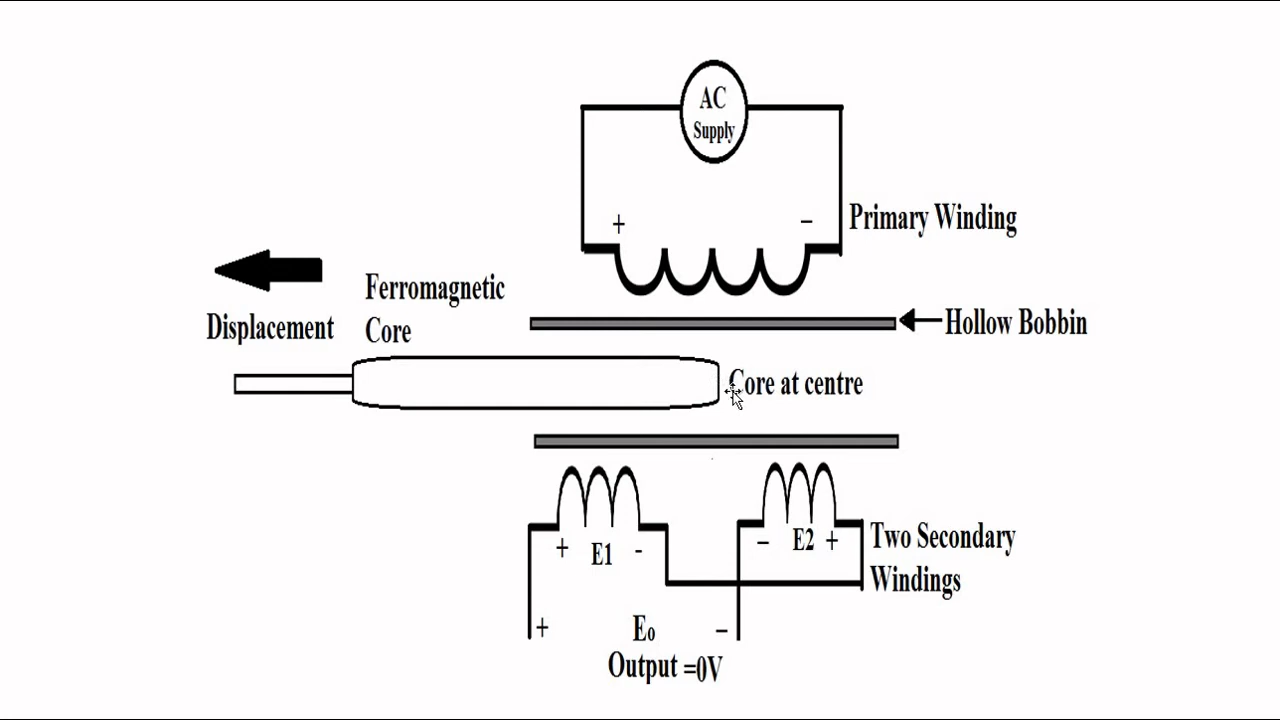 AC
Supply
+
–
Primary Winding
Ferromagnetic
Core
Displacement
Hollow Bobbin
Core at centre
+ E1 -
– E2 +
Two Secondary
Windings
+ Eo –
Output =0V